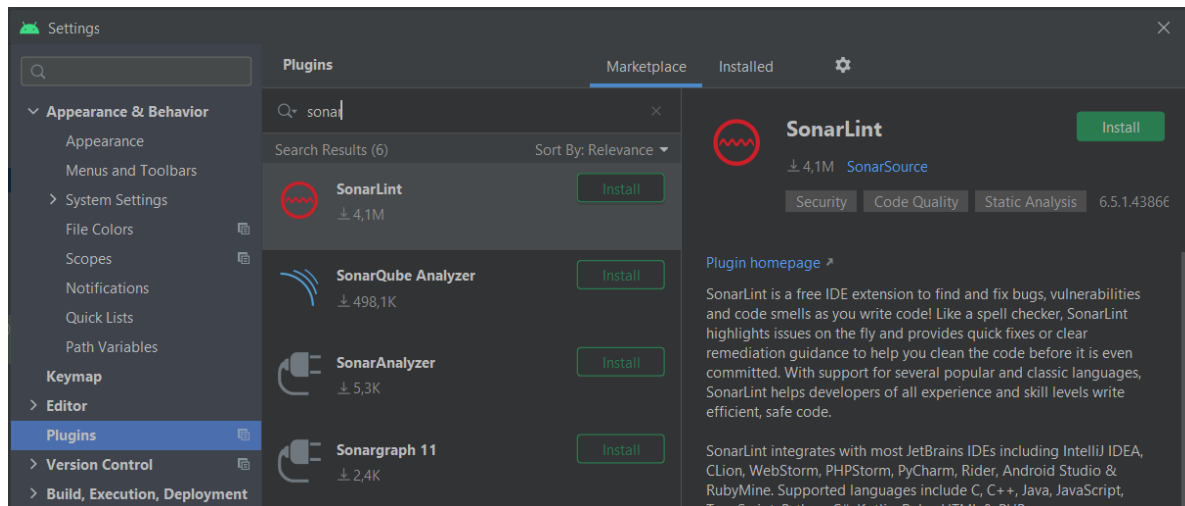 Settings
Appearance & Behavior
Appearance
Menus and Toolbars
System Settings
File Colors
Scopes
Notifications
Quick Lists
Path Variables
Keymap
Editor
Plugins
Version Control
Build, Execution, Deployment
Plugins
Marketplace
Installed
sonar
Search Results (6)
Sort By: Relevance
SonarLint
4,1M
Install
SonarQube Analyzer
498,1K
Install
SonarAnalyzer
5,3K
Install
Sonargraph 11
2,4K
Install
SonarLint
Install
4,1M SonarSource
Security Code Quality Static Analysis 6.5.1.43866
Plugin homepage
SonarLint is a free IDE extension to find and fix bugs, vulnerabilities
and code smells as you write code! Like a spell checker, SonarLint
highlights issues on the fly and provides quick fixes or clear
remediation guidance to help you clean the code before it is even
committed. With support for several popular and classic languages,
SonarLint helps developers of all experience and skill levels write
efficient, safe code.
SonarLint integrates with most JetBrains IDEs including IntelliJ IDEA,
CLion, WebStorm, PHPStorm, PyCharm, Rider, Android Studio &
RubyMine. Supported languages include C, C++, Java, JavaScript,